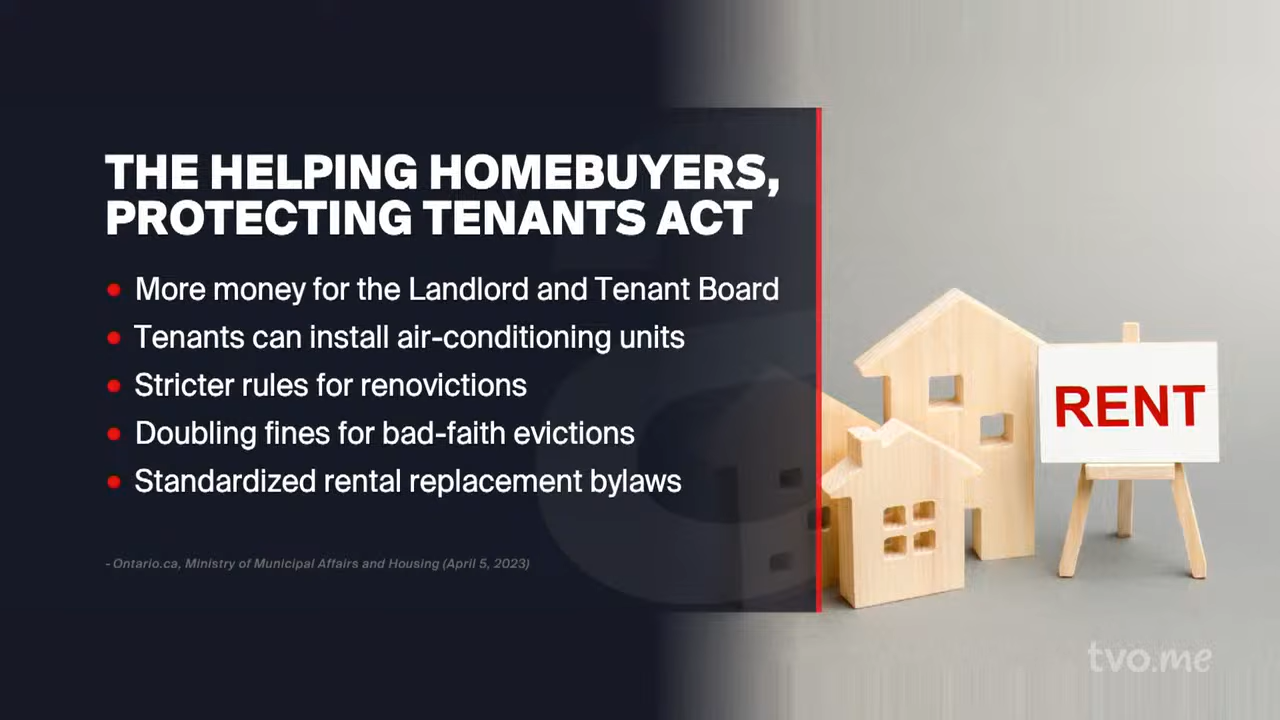 THE HELPING HOMEBUYERS,
PROTECTING TENANTS ACT
• More money for the Landlord and Tenant Board
• Tenants can install air-conditioning units
• Stricter rules for renovictions
• Doubling fines for bad-faith evictions
• Standardized rental replacement bylaws
- Ontario.ca, Ministry of Municipal Affairs and Housing (April 5, 2023)
RENT
tvo.me